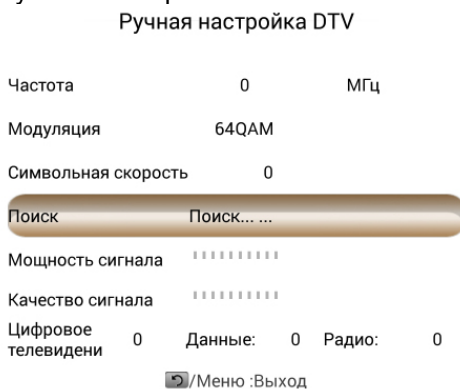 Ручная настройка DTV
Частота 0 МГц
Модуляция 64QAM
Символьная скорость 0
Поиск Поиск... ...
Мощность сигнала
Качество сигнала
Цифровое
телевидени 0 Данные: 0 Радио: 0
/Меню :Выход